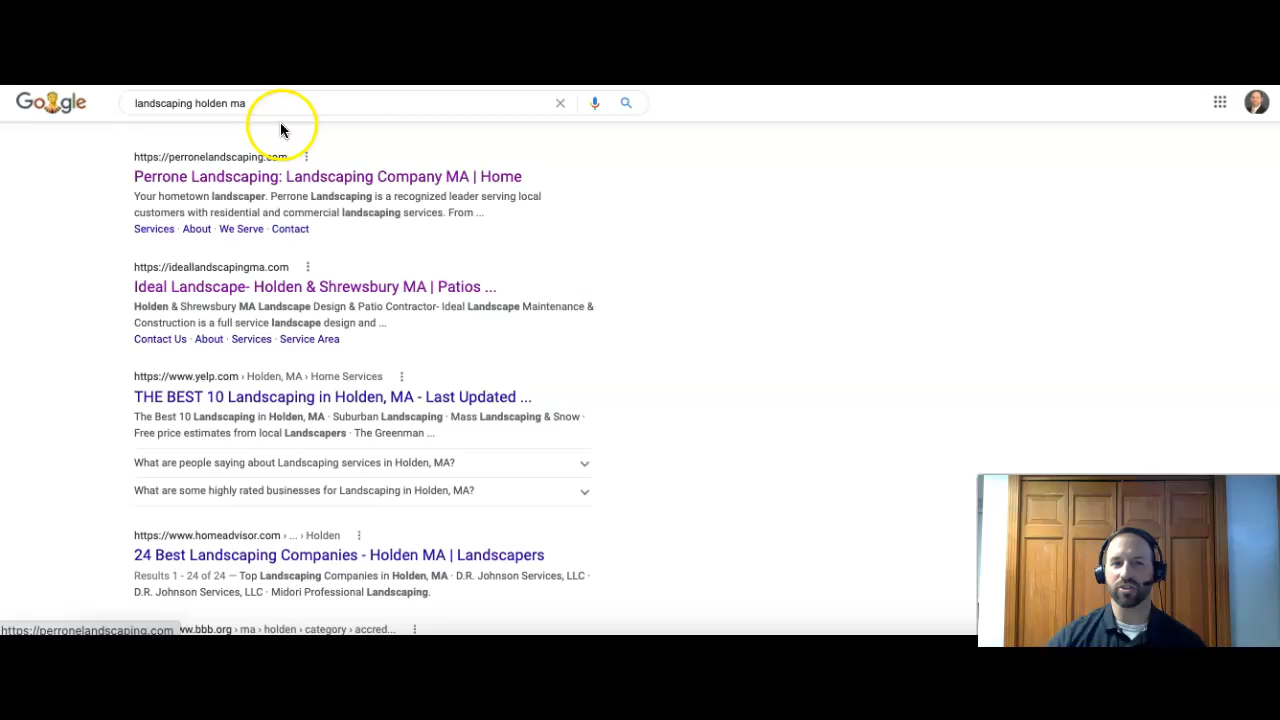 Google
landscaping holden ma
https://perronelandscaping.com
Perrone Landscaping: Landscaping Company MA | Home
Your hometown landscaper. Perrone Landscaping is a recognized leader serving local
customers with residential and commercial landscaping services. From ...
Services · About · We Serve · Contact
https://ideallandscapingma.com
Ideal Landscape- Holden & Shrewsbury MA | Patios ...
Holden & Shrewsbury MA Landscape Design & Patio Contractor- Ideal Landscape Maintenance &
Construction is a full service landscape design and ...
Contact Us · About · Services · Service Area
https://www.yelp.com › Holden, MA › Home Services
THE BEST 10 Landscaping in Holden, MA - Last Updated ...
The Best 10 Landscaping in Holden, MA · Suburban Landscaping · Mass Landscaping & Snow ·
Free price estimates from local Landscapers · The Greenman ...
What are people saying about Landscaping services in Holden, MA?
What are some highly rated businesses for Landscaping in Holden, MA?
https://www.homeadvisor.com › ... › Holden
24 Best Landscaping Companies - Holden MA | Landscapers
Results 1 - 24 of 24 — Top Landscaping Companies in Holden, MA · D.R. Johnson Services, LLC ·
D.R. Johnson Services, LLC · Midori Professional Landscaping.
https://perronelandscaping.com
ww.bbb.org › ma › holden › category › accred...